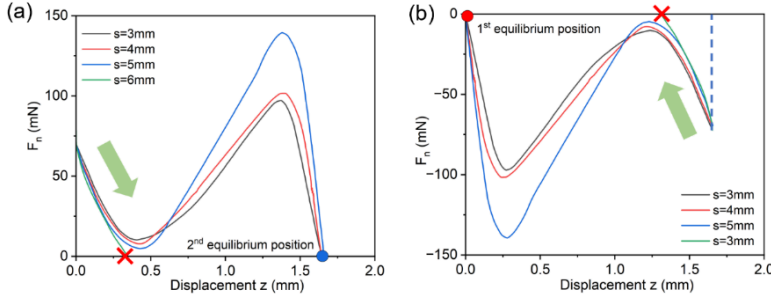 (a)
150
100
50
0
Fn (mN)
s=3mm
s=4mm
s=5mm
s=6mm
2nd equilibrium position
0.0 0.5 1.0 1.5 2.0
Displacement z (mm)
(b)
0
−50
−100
−150
Fn (mN)
1st equilibrium position
s=3mm
s=4mm
s=5mm
s=3mm
0.0 0.5 1.0 1.5 2.0
Displacement z (mm)